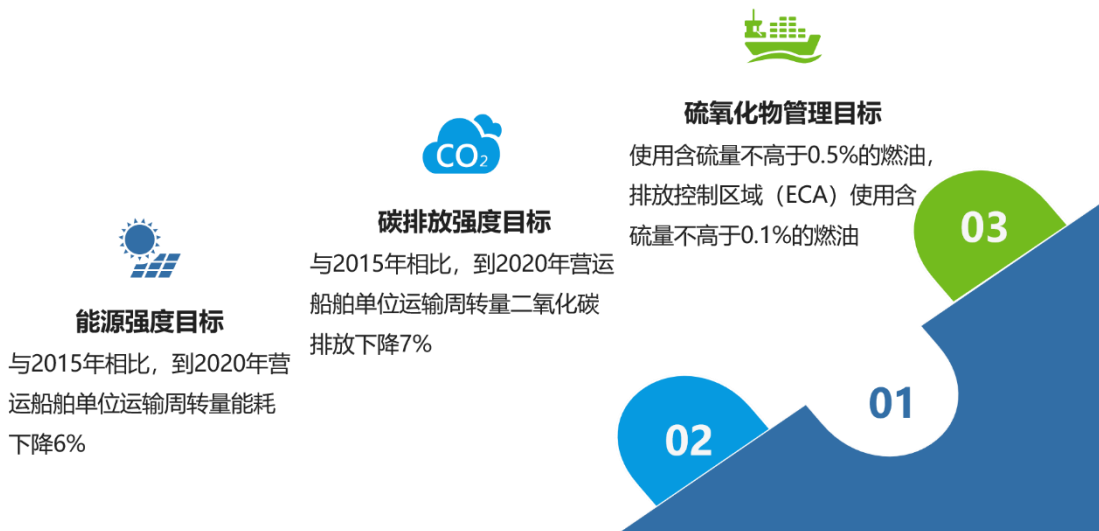 能源强度目标
与2015年相比，到2020年营
运船舶单位运输周转量能耗
下降6%
CO₂
碳排放强度目标
与2015年相比，到2020年营运
船舶单位运输周转量二氧化碳
排放下降7%
硫氧化物管理目标
使用含硫量不高于0.5%的燃油，
排放控制区域（ECA）使用含
硫量不高于0.1%的燃油
03
01
02